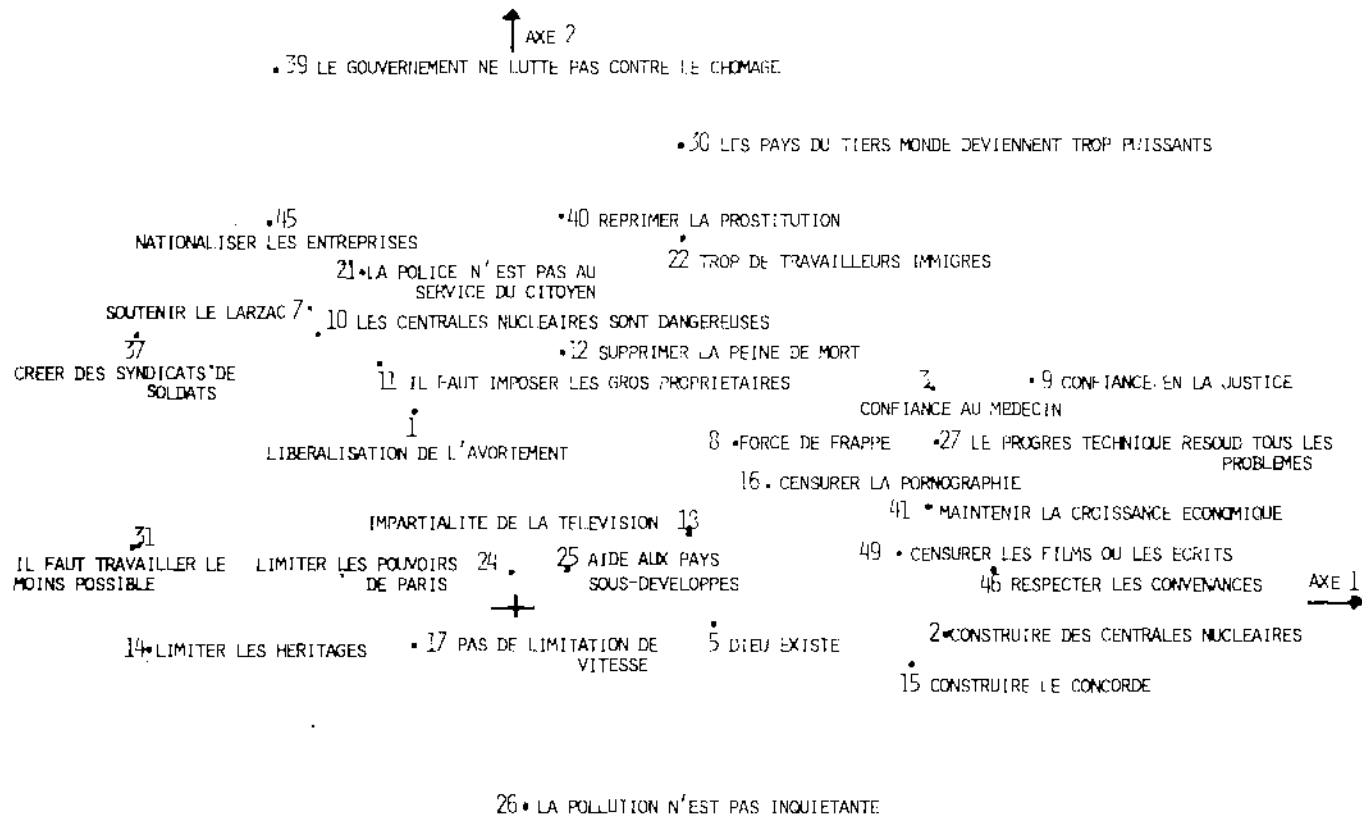 AXE 2
39 LE GOUVERNEMENT NE LUTTE PAS CONTRE LE CHOMAGE
30 LES PAYS DU TIERS MONDE DEVIENNENT TROP PUISSANTS
45
NATIONALISER LES ENTREPRISES
40 REPRIMER LA PROSTITUTION
22 TROP DE TRAVAILLEURS IMMIGRES
21 LA POLICE N'EST PAS AU
SERVICE DU CITOYEN
SOUTENIR LE LARZAC 7
10 LES CENTRALES NUCLEAIRES SONT DANGEREUSES
37
CREER DES SYNDICATS DE
SOLDATS
12 SUPPRIMER LA PEINE DE MORT
11 IL FAUT IMPOSER LES GROS PROPRIETAIRES
3
CONFIANCE AU MEDECIN
9 CONFIANCE EN LA JUSTICE
1
LIBERALISATION DE L'AVORTEMENT
8 FORCE DE FRAPPE
27 LE PROGRES TECHNIQUE RESOUD TOUS LES
PROBLEMES
16 CENSURER LA PORNOGRAPHIE
41 MAINTENIR LA CROISSANCE ECONOMIQUE
IMPARTIALITE DE LA TELEVISION 13
31
IL FAUT TRAVAILLER LE
MOINS POSSIBLE
LIMITER LES POUVOIRS 24
DE PARIS
25 AIDE AUX PAYS
SOUS-DEVELOPPES
49 CENSURER LES FILMS OU LES ECRITS
46 RESPECTER LES CONVENANCES
AXE 1
14 LIMITER LES HERITAGES
17 PAS DE LIMITATION DE
VITESSE
5 DIEU EXISTE
2 CONSTRUIRE DES CENTRALES NUCLEAIRES
15 CONSTRUIRE LE CONCORDE
26 LA POLLUTION N'EST PAS INQUIETANTE